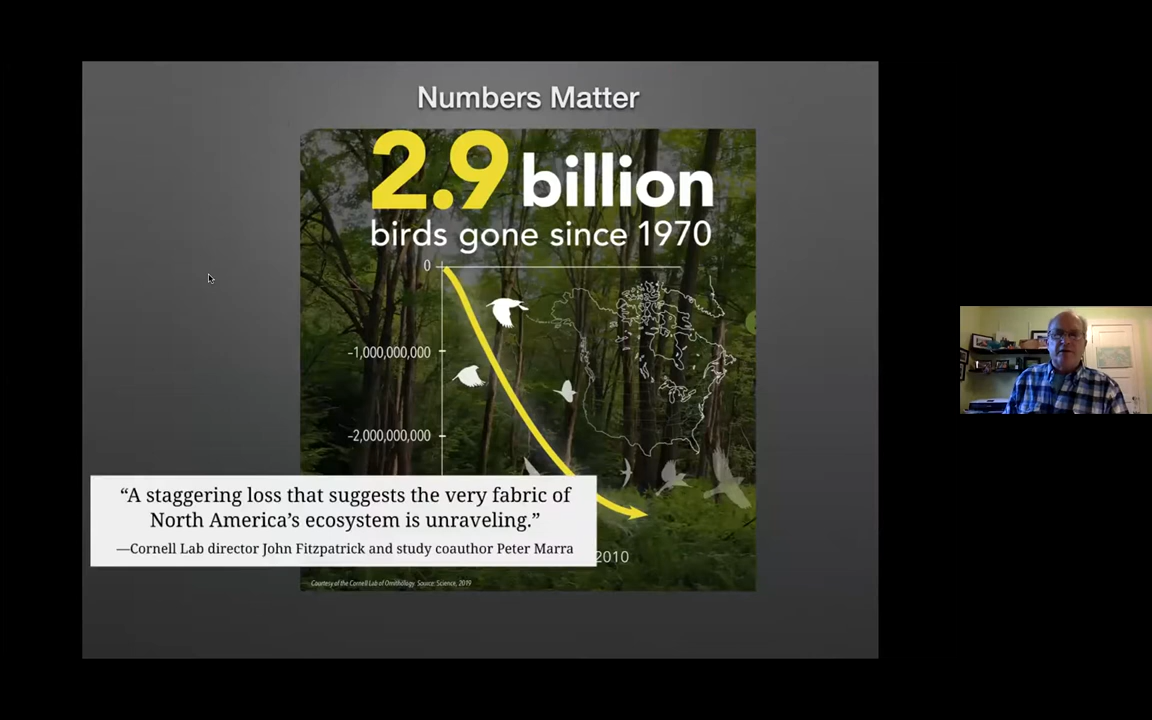 Numbers Matter
2.9 billion
birds gone since 1970
0
-1,000,000,000
-2,000,000,000
“A staggering loss that suggests the very fabric of
North America’s ecosystem is unraveling.”
—Cornell Lab director John Fitzpatrick and study coauthor Peter Marra
2010
Courtesy of the Cornell Lab of Ornithology Source: Science, 2019